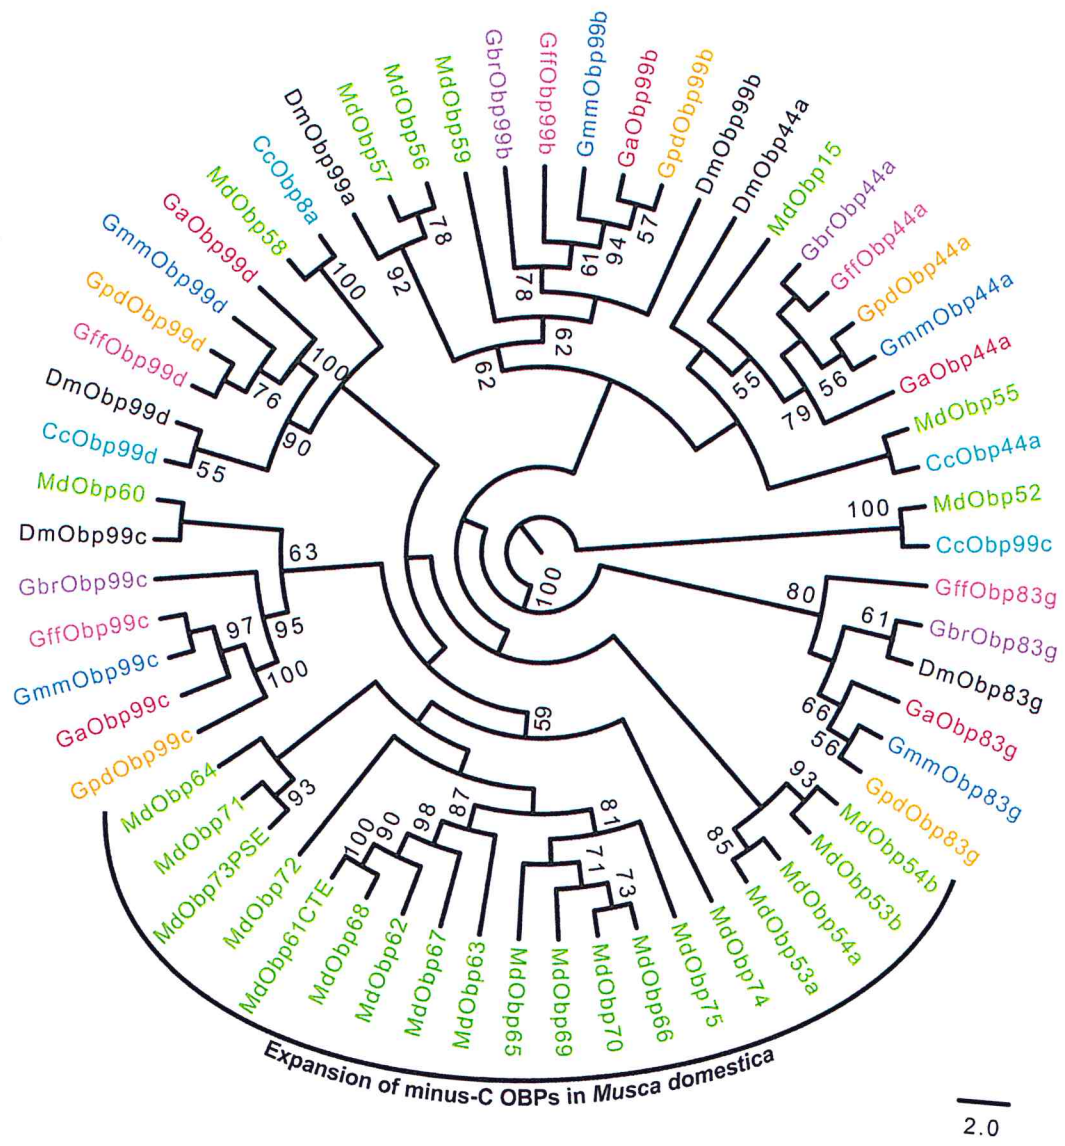 GbrObp99b
GffObp99b
GmmObp99b
GaObp99b
GpdObp99b
DmObp99b
DmObp44a
MdObp15
GbrObp44a
GffObp44a
GpdObp44a
GmmObp44a
GaObp44a
MdObp55
CcObp44a
MdObp52
CcObp99c
GffObp83g
GbrObp83g
DmObp83g
GaObp83g
GmmObp83g
GpdObp83g
MdObp54b
MdObp53b
MdObp54a
MdObp53a
MdObp74
MdObp75
MdObp66
MdObp70
MdObp69
MdObp65
MdObp63
MdObp67
MdObp62
MdObp68
MdObp61CTE
MdObp72
MdObp73PSE
MdObp71
MdObp64
GpdObp99c
GaObp99c
GmmObp99c
GffObp99c
GbrObp99c
DmObp99c
MdObp60
CcObp99d
DmObp99d
GffObp99d
GpdObp99d
GmmObp99d
GaObp99d
MdObp58
CcObp8a
DmObp99a
MdObp57
MdObp56
MdObp59
78
92
78
61
94
57
62
62
55
79
56
100
80
61
66
56
93
85
100
59
81
71
73
87
98
90
100
93
100
95
97
63
55
90
76
100
100
Expansion of minus-C OBPs in Musca domestica
2.0